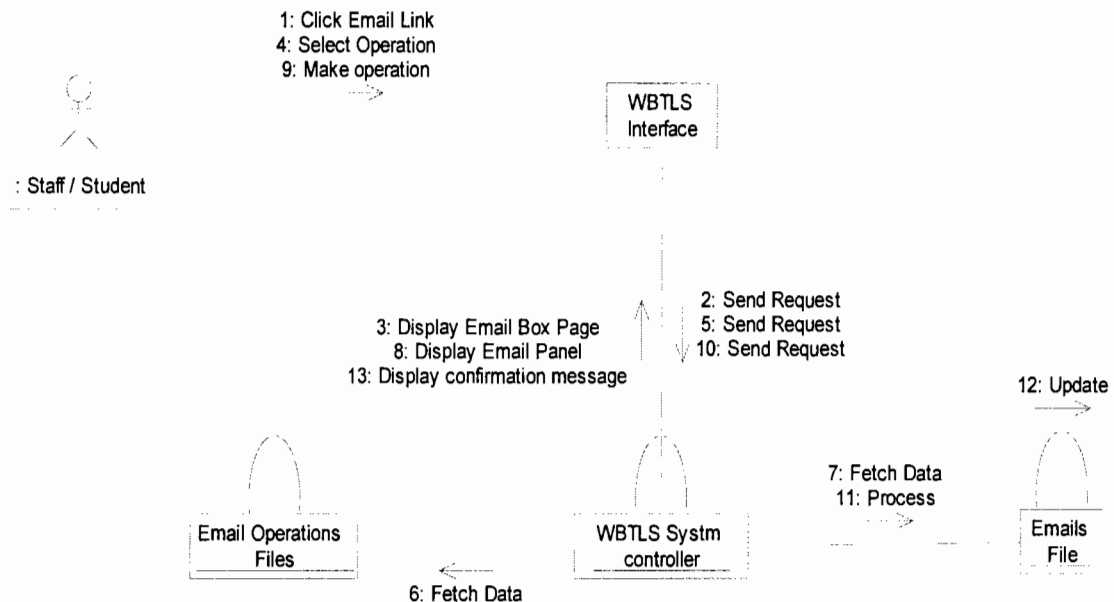 1: Click Email Link
4: Select Operation
9: Make operation
WBTLS
Interface
: Staff / Student
2: Send Request
5: Send Request
10: Send Request
3: Display Email Box Page
8: Display Email Panel
13: Display confirmation message
12: Update
7: Fetch Data
11: Process
Email Operations
Files
WBTLS Systm
controller
Emails
File
6: Fetch Data